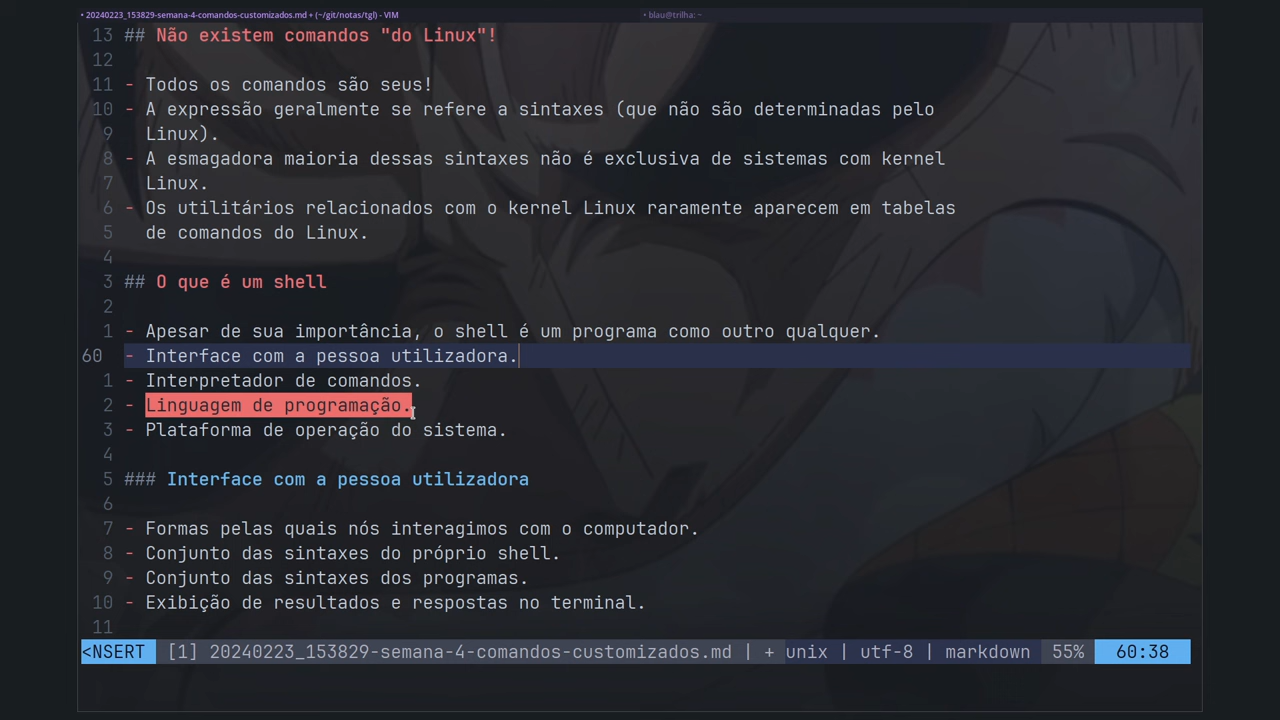 • 20240223_153829-semana-4-comandos-customizados.md + (~/git/notas/tgl) - VIM
• blau@trilha: ~
13 ## Não existem comandos "do Linux"!
12
11 - Todos os comandos são seus!
10 - A expressão geralmente se refere a sintaxes (que não são determinadas pelo
9 Linux).
8 - A esmagadora maioria dessas sintaxes não é exclusiva de sistemas com kernel
7 Linux.
6 - Os utilitários relacionados com o kernel Linux raramente aparecem em tabelas
5 de comandos do Linux.
4
3 ## O que é um shell
2
1 - Apesar de sua importância, o shell é um programa como outro qualquer.
60 - Interface com a pessoa utilizadora.
1 - Interpretador de comandos.
2 - Linguagem de programação.
3 - Plataforma de operação do sistema.
4
5 ### Interface com a pessoa utilizadora
6
7 - Formas pelas quais nós interagimos com o computador.
8 - Conjunto das sintaxes do próprio shell.
9 - Conjunto das sintaxes dos programas.
10 - Exibição de resultados e respostas no terminal.
11
<NSERT [1] 20240223_153829-semana-4-comandos-customizados.md | + unix | utf-8 | markdown 55% 60:38